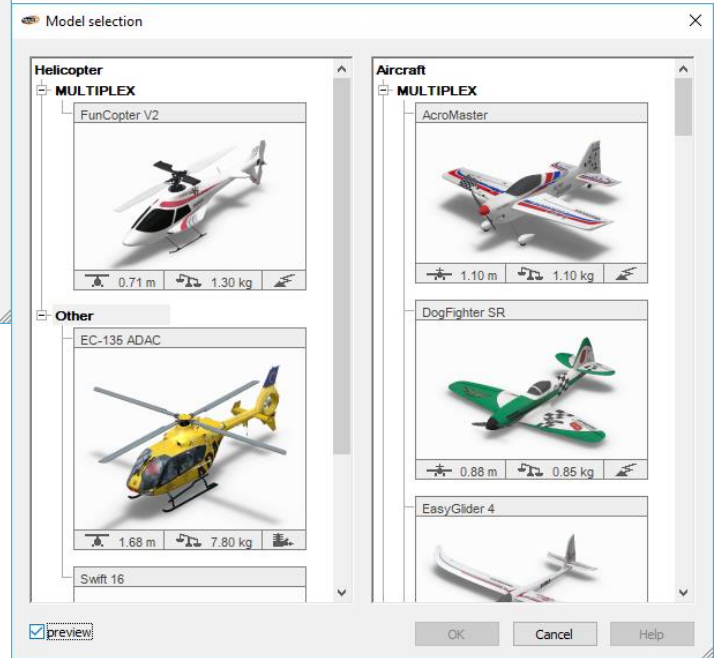 Model selection
Helicopter
MULTIPLEX
FunCopter V2
0.71 m 1.30 kg
Other
EC-135 ADAC
1.68 m 7.80 kg
Swift 16
Aircraft
MULTIPLEX
AcroMaster
1.10 m 1.10 kg
DogFighter SR
0.88 m 0.85 kg
EasyGlider 4
preview
OK
Cancel
Help